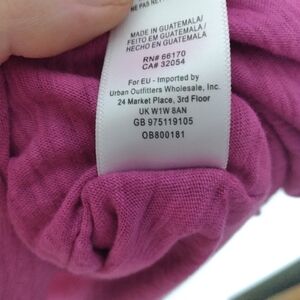 MADE IN GUATEMALA/
FEITO EM GUATEMALA/
HECHO EN GUATEMALA
RN# 66170
CA# 32054
For EU - Imported by
Urban Outfitters Wholesale, Inc.
24 Market Place, 3rd Floor
UK W1W 8AN
GB 975119105
OB800181